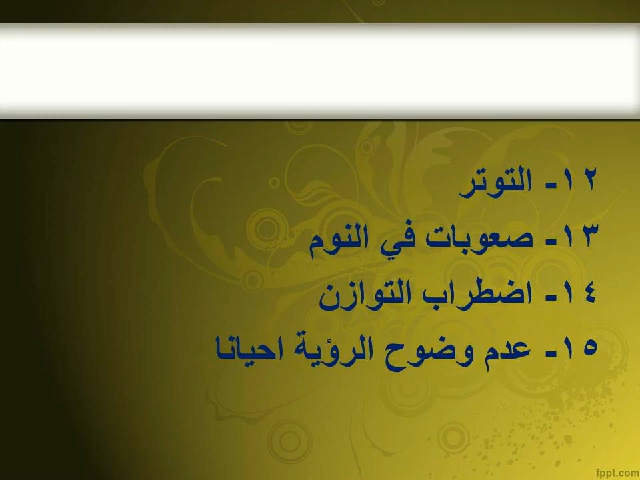 ١٢- التوتر
١٣- صعوبات في النوم
١٤- اضطراب التوازن
١٥- عدم وضوح الرؤية احيانا
fppt.com